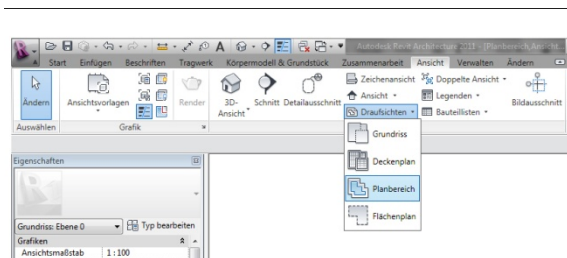 Autodesk Revit Architecture 2011 - [Planbereich_Ansicht
Start Einfügen Beschriften Tragwerk Körpermodell & Grundstück Zusammenarbeit Ansicht Verwalten Ändern
Ändern
Ansichtsvorlagen
Render
3D-Ansicht
Schnitt
Detailausschnitt
Zeichenansicht
Doppelte Ansicht
Ansicht
Legenden
Draufsichten
Bauteillisten
Bildausschnitt
Auswählen
Grafik
Grundriss
Deckenplan
Planbereich
Flächenplan
Eigenschaften
Grundriss: Ebene 0
Typ bearbeiten
Grafiken
Ansichtsmaßstab 1 : 100